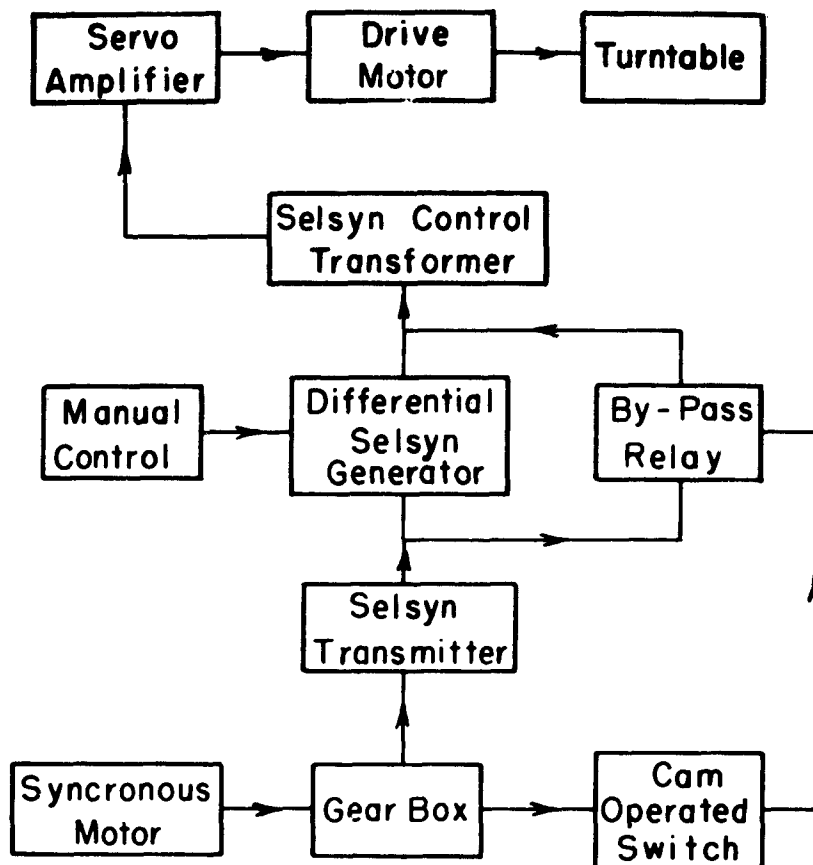 Servo
Amplifier
Drive
Motor
Turntable
Selsyn Control
Transformer
Manual
Control
Differential
Selsyn
Generator
By-Pass
Relay
Selsyn
Transmitter
Syncronous
Motor
Gear Box
Cam
Operated
Switch